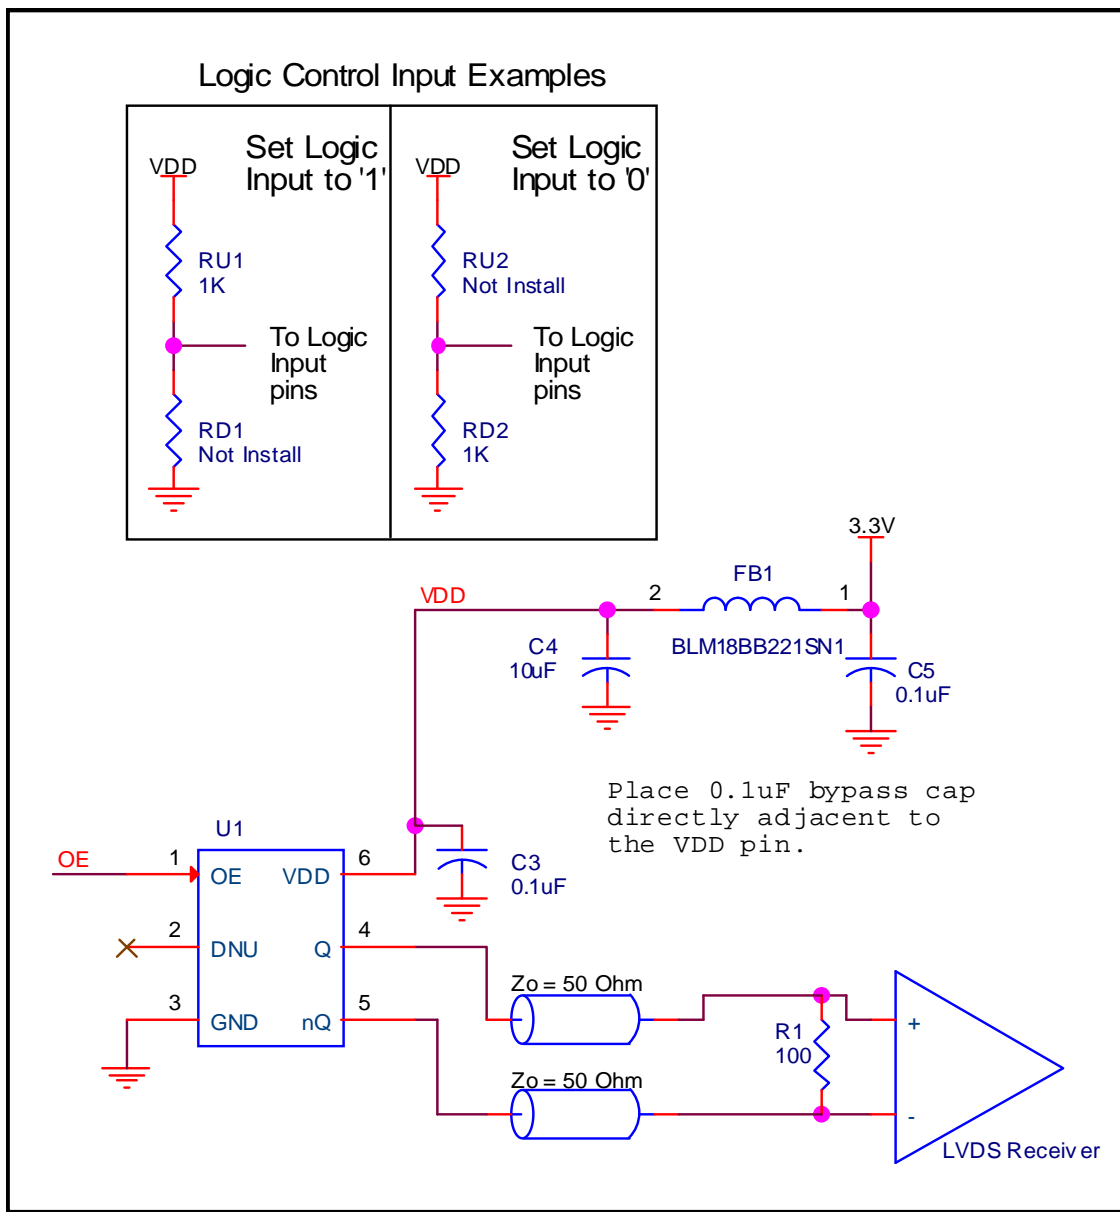 Logic Control Input Examples
Set Logic
Input to '1'
VDD
RU1
1K
To Logic
Input
pins
RD1
Not Install
Set Logic
Input to '0'
VDD
RU2
Not Install
To Logic
Input
pins
RD2
1K
3.3V
FB1
2
1
BLM18BB221SN1
VDD
C4
10uF
C5
0.1uF
Place 0.1uF bypass cap
directly adjacent to
the VDD pin.
U1
OE
1
OE
VDD
6
C3
0.1uF
2
DNU
Q
4
3
GND
nQ
5
Zo = 50 Ohm
Zo = 50 Ohm
R1
100
+
-
LVDS Receiver